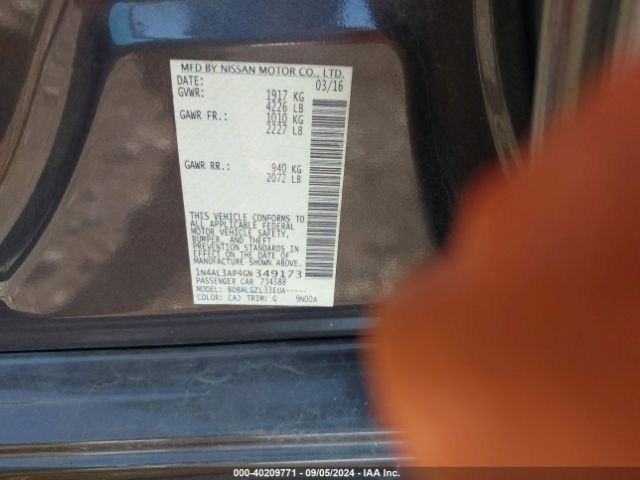 MFD BY NISSAN MOTOR CO., LTD.
DATE: 03/16
GVWR: 1917 KG
4226 LB
GAWR FR.: 1010 KG
2227 LB
GAWR RR.: 940 KG
2072 LB
THIS VEHICLE CONFORMS TO
ALL APPLICABLE FEDERAL
MOTOR VEHICLE SAFETY,
BUMPER, AND THEFT
PREVENTION STANDARDS IN
EFFECT ON THE DATE OF
MANUFACTURE SHOWN ABOVE.
1N4AL3AP4GN349173
PASSENGER CAR 734588
MODEL: BDBALGZL33EUA-----
COLOR: CAJ TRIM: G 9N00A
000-40209771 - 09/05/2024 - IAA Inc.